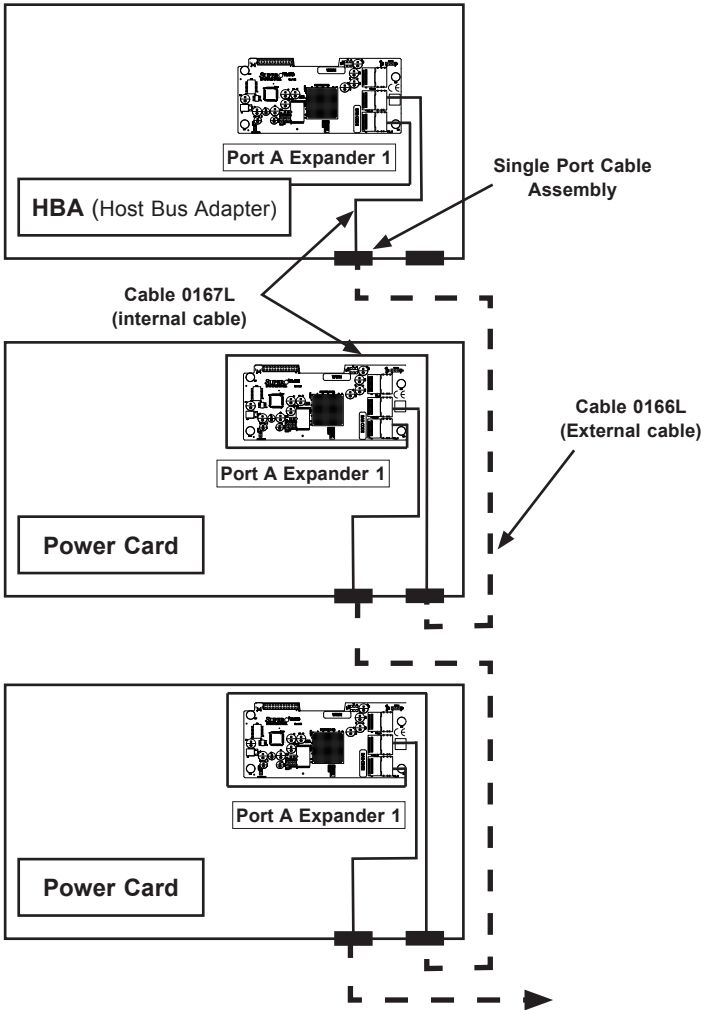 Port A Expander 1
Single Port Cable
Assembly
HBA (Host Bus Adapter)
Cable 0167L
(internal cable)
Cable 0166L
(External cable)
Port A Expander 1
Power Card
Port A Expander 1
Power Card